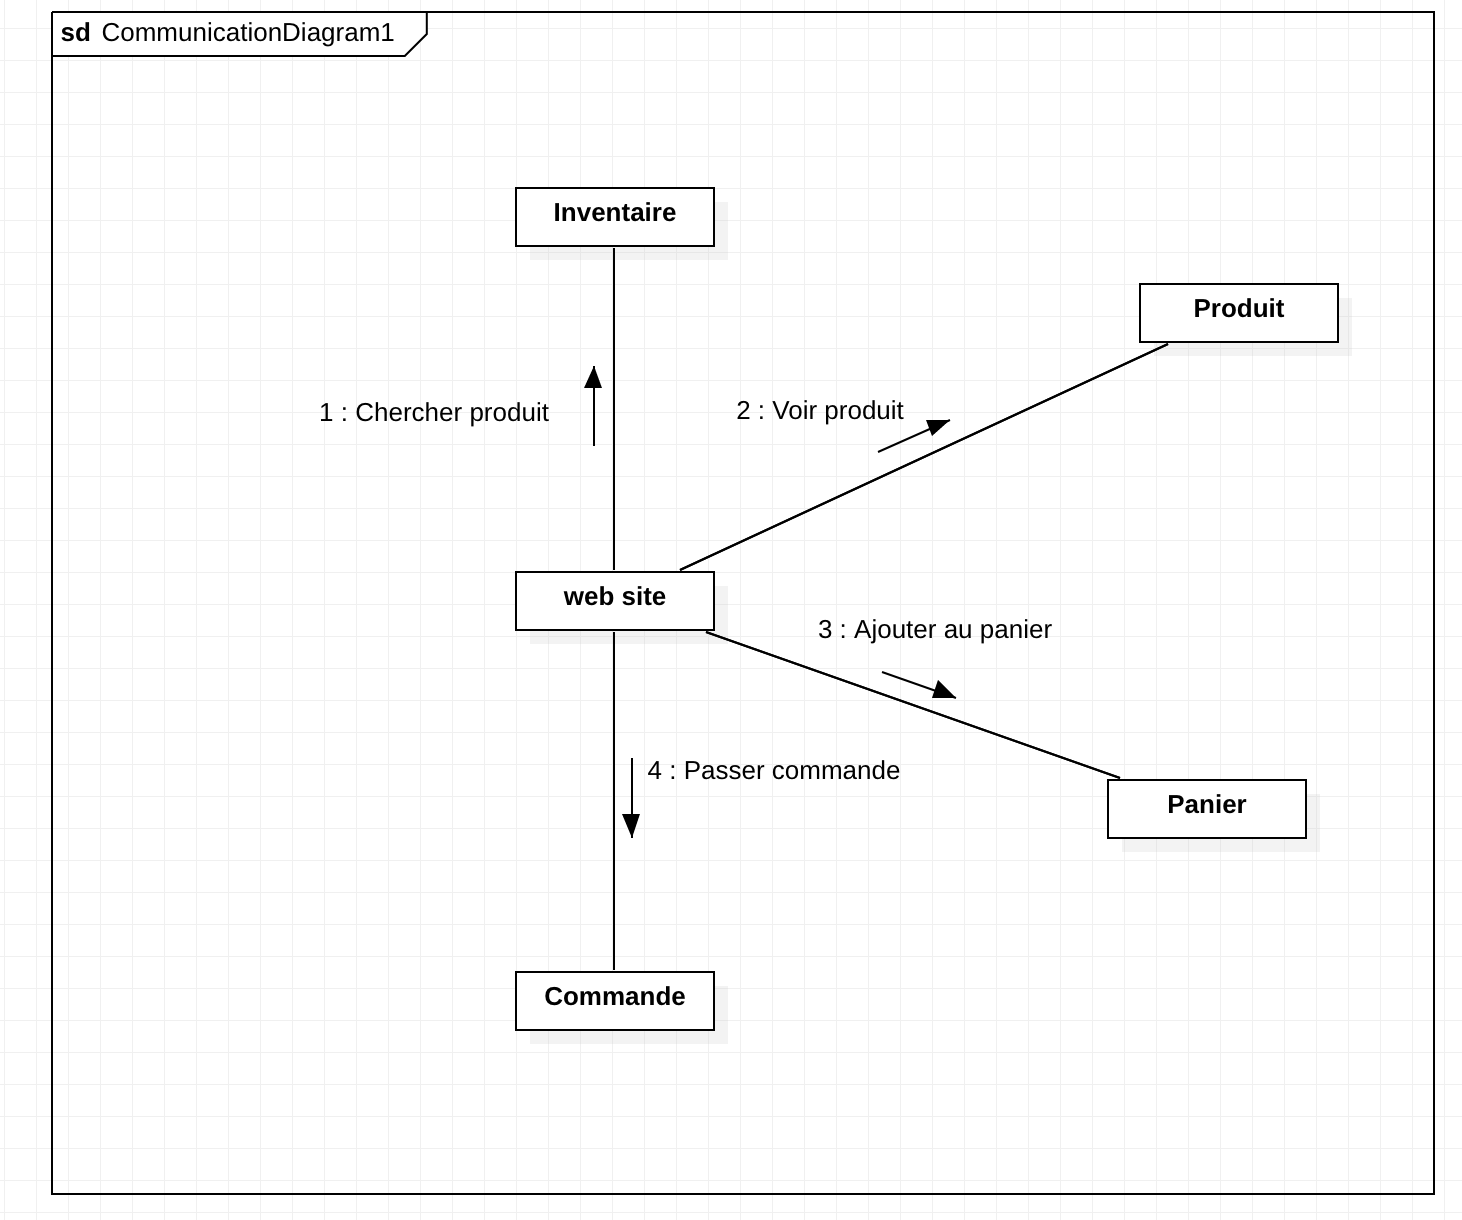 sd CommunicationDiagram1
Inventaire
Produit
1 : Chercher produit
2 : Voir produit
web site
3 : Ajouter au panier
4 : Passer commande
Panier
Commande